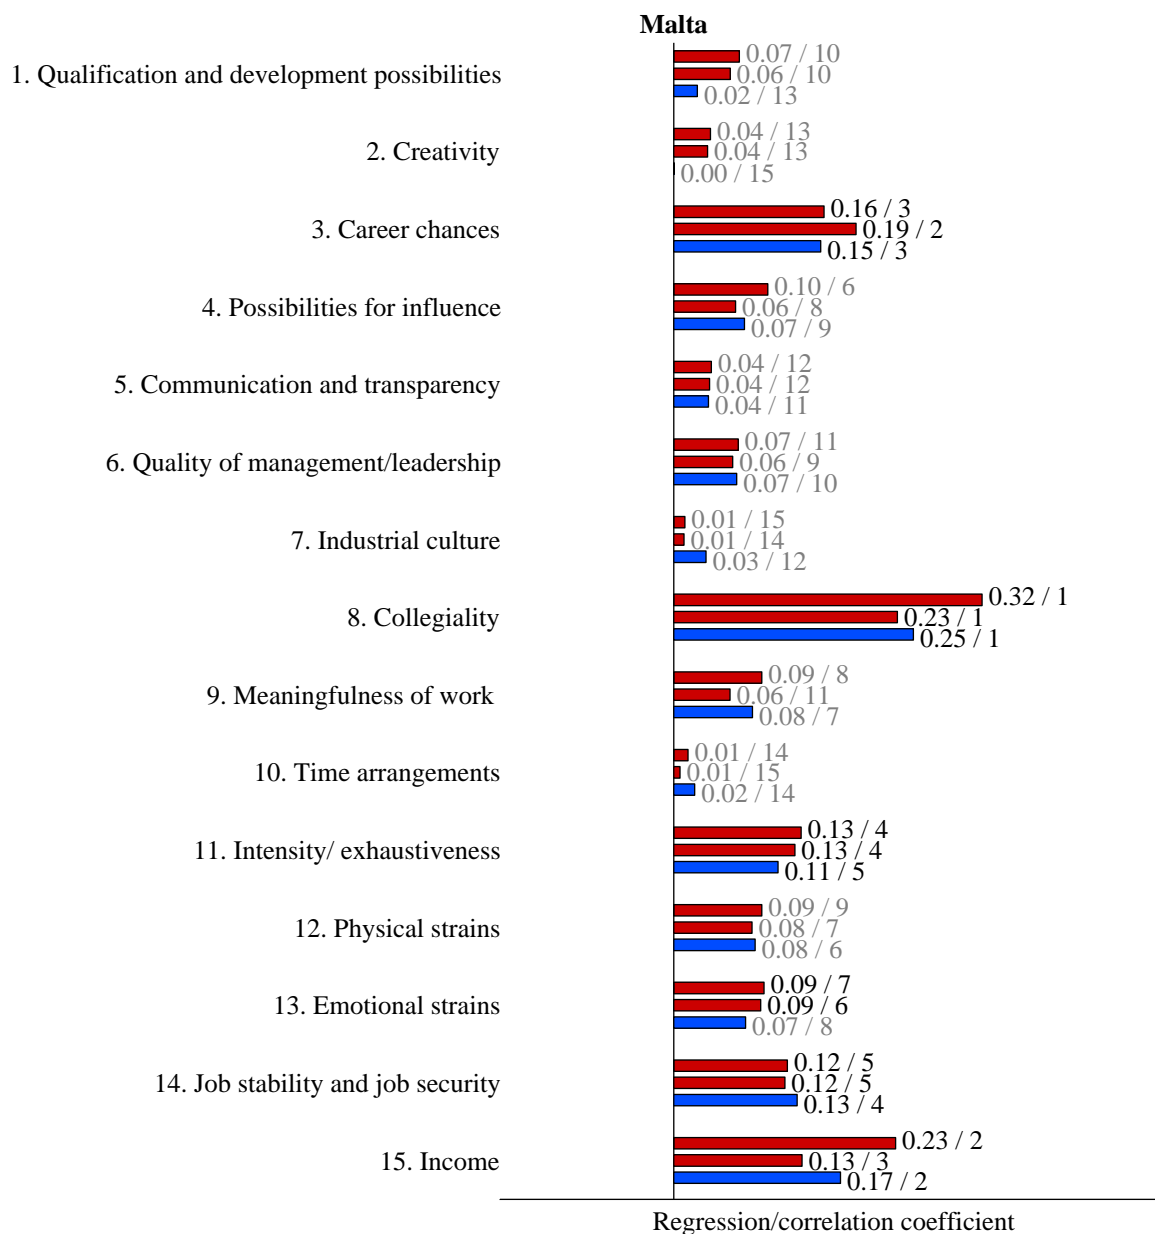 Malta
1. Qualification and development possibilities
0.07 / 10
0.06 / 10
0.02 / 13
2. Creativity
0.04 / 13
0.04 / 13
0.00 / 15
3. Career chances
0.16 / 3
0.19 / 2
0.15 / 3
4. Possibilities for influence
0.10 / 6
0.06 / 8
0.07 / 9
5. Communication and transparency
0.04 / 12
0.04 / 12
0.04 / 11
6. Quality of management/leadership
0.07 / 11
0.06 / 9
0.07 / 10
7. Industrial culture
0.01 / 15
0.01 / 14
0.03 / 12
8. Collegiality
0.32 / 1
0.23 / 1
0.25 / 1
9. Meaningfulness of work
0.09 / 8
0.06 / 11
0.08 / 7
10. Time arrangements
0.01 / 14
0.01 / 15
0.02 / 14
11. Intensity/ exhaustiveness
0.13 / 4
0.13 / 4
0.11 / 5
12. Physical strains
0.09 / 9
0.08 / 7
0.08 / 6
13. Emotional strains
0.09 / 7
0.09 / 6
0.07 / 8
14. Job stability and job security
0.12 / 5
0.12 / 5
0.13 / 4
15. Income
0.23 / 2
0.13 / 3
0.17 / 2
Regression/correlation coefficient